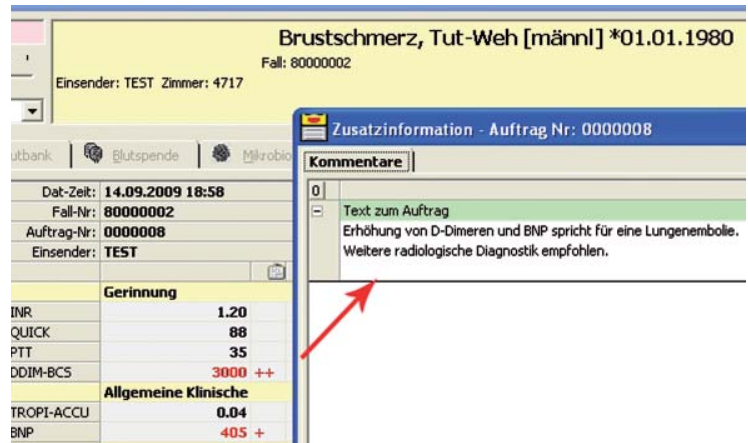 Brustschmerz, Tut-Weh [männl] *01.01.1980
Fall: 80000002
Einsender: TEST Zimmer: 4717
Blutspende
Zusatzinformation - Auftrag Nr: 0000008
Kommentare
0
Text zum Auftrag
Erhöhung von D-Dimeren und BNP spricht für eine Lungenembolie.
Weitere radiologische Diagnostik empfohlen.
Dat-Zeit: 14.09.2009 18:58
Fall-Nr: 80000002
Auftrag-Nr: 0000008
Einsender: TEST
Gerinnung
INR 1.20
QUICK 88
PTT 35
DDIM-BCS 3000 ++
Allgemeine Klinische
TROPI-ACCU 0.04
BNP 405 +